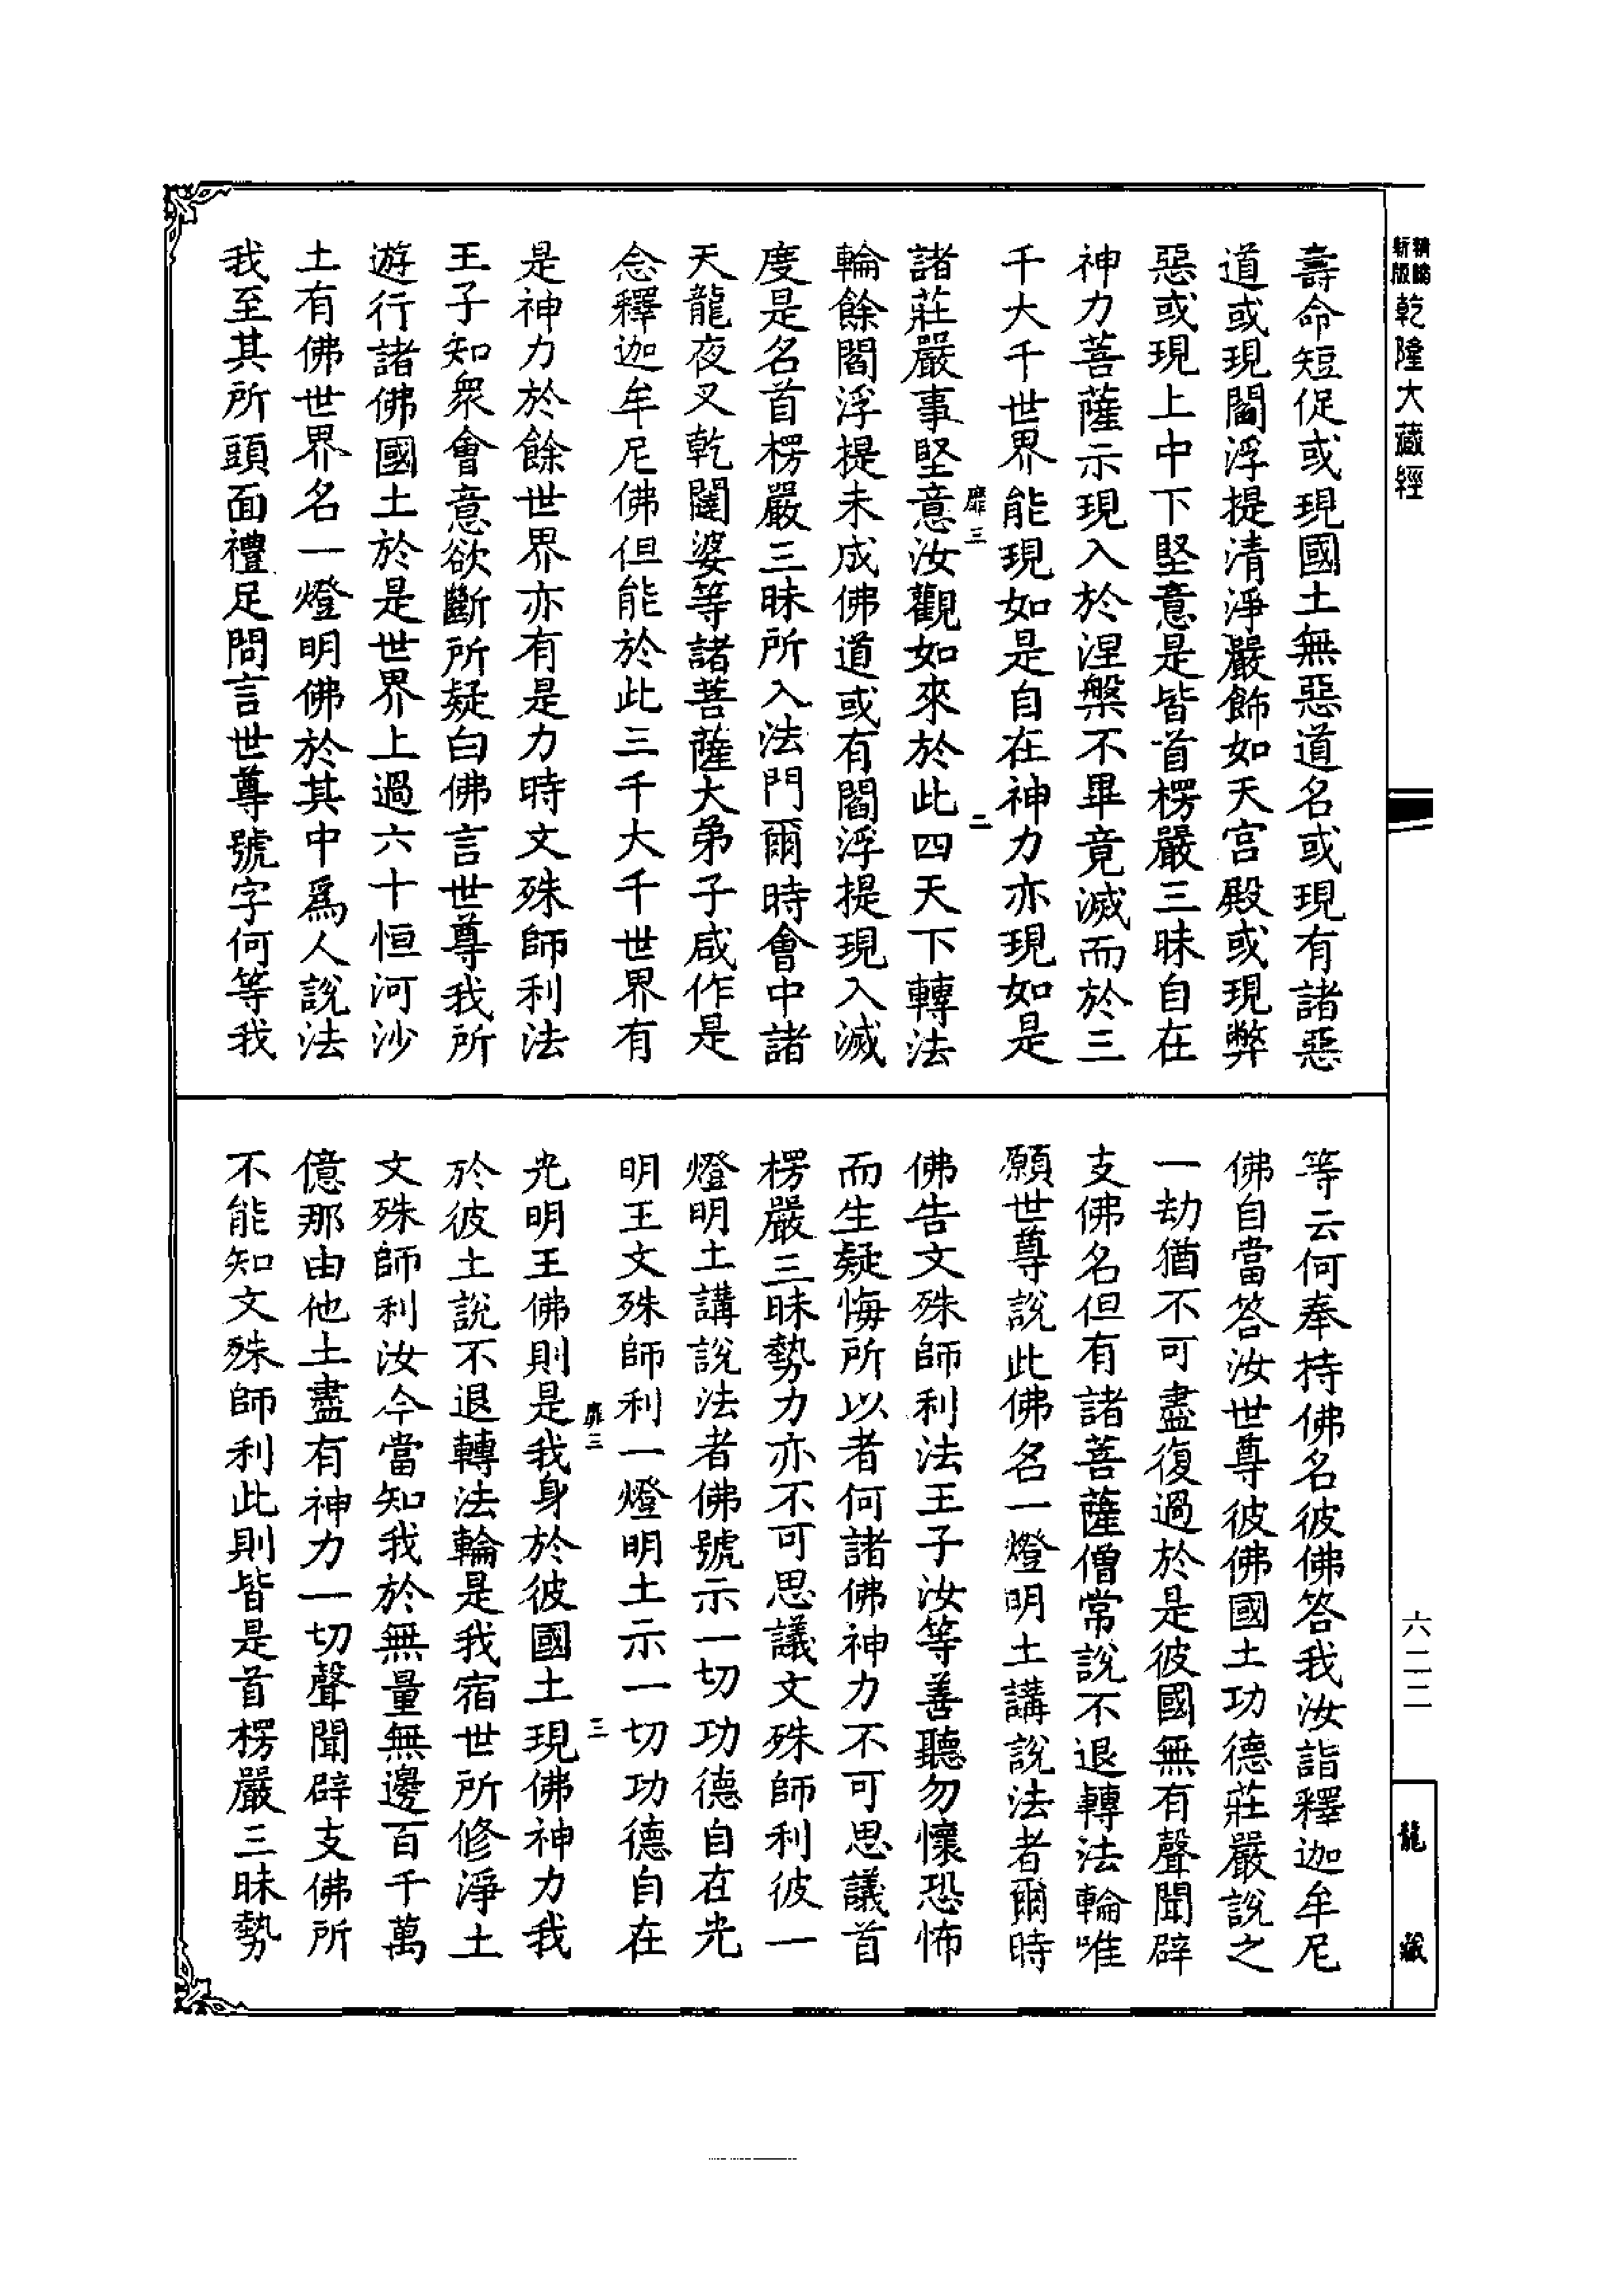 精編
新版
乾隆大藏經
壽命短促或現國土無惡道名或現有諸惡
道或現閻浮提清淨嚴飾如天宮殿或現弊
惡或現上中下堅意是皆首楞嚴三昧自在
神力菩薩示現入於涅槃不畢竟滅而於三
千大千世界能現如是自在神力亦現如是
靡三
二
諸莊嚴事堅意汝觀如來於此四天下轉法
輪餘閻浮提未成佛道或有閻浮提現入滅
度是名首楞嚴三昧所入法門爾時會中諸
天龍夜叉乾闥婆等諸菩薩大弟子咸作是
念釋迦牟尼佛但能於此三千大千世界有
是神力於餘世界亦有是力時文殊師利法
王子知眾會意欲斷所疑白佛言世尊我所
遊行諸佛國土於是世界上過六十恒河沙
土有佛世界名一燈明佛於其中爲人說法
我至其所頭面禮足問言世尊號字何等我
等云何奉持佛名彼佛答我汝詣釋迦牟尼
佛自當答汝世尊彼佛國土功德莊嚴說之
一劫猶不可盡復過於是彼國無有聲聞辟
支佛名但有諸菩薩僧常說不退轉法輪唯
願世尊說此佛名一燈明土講說法者爾時
佛告文殊師利法王子汝等善聽勿懷恐怖
而生疑悔所以者何諸佛神力不可思議首
楞嚴三昧勢力亦不可思議文殊師利彼一
燈明土講說法者佛號示一切功德自在光
明王文殊師利一燈明土示一切功德自在
靡三
三
光明王佛則是我身於彼國土現佛神力我
於彼土說不退轉法輪是我宿世所修淨土
文殊師利汝今當知我於無量無邊百千萬
億那由他土盡有神力一切聲聞辟支佛所
不能知文殊師利此則皆是首楞嚴三昧勢
六二二
龍藏